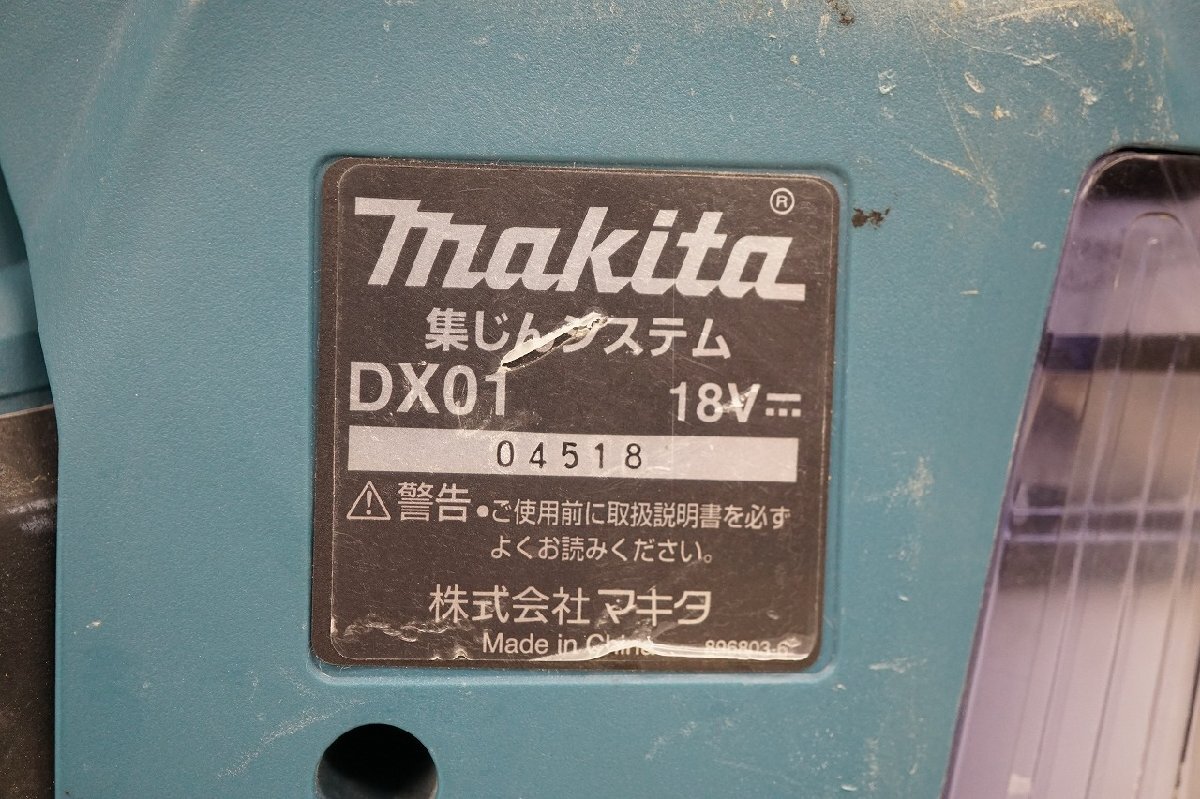 makita®
集じんシステム
DX01 18V⎓
04518
⚠警告・ご使用前に取扱説明書を必ず
よくお読みください。
株式会社マキタ
Made in China 896803-6